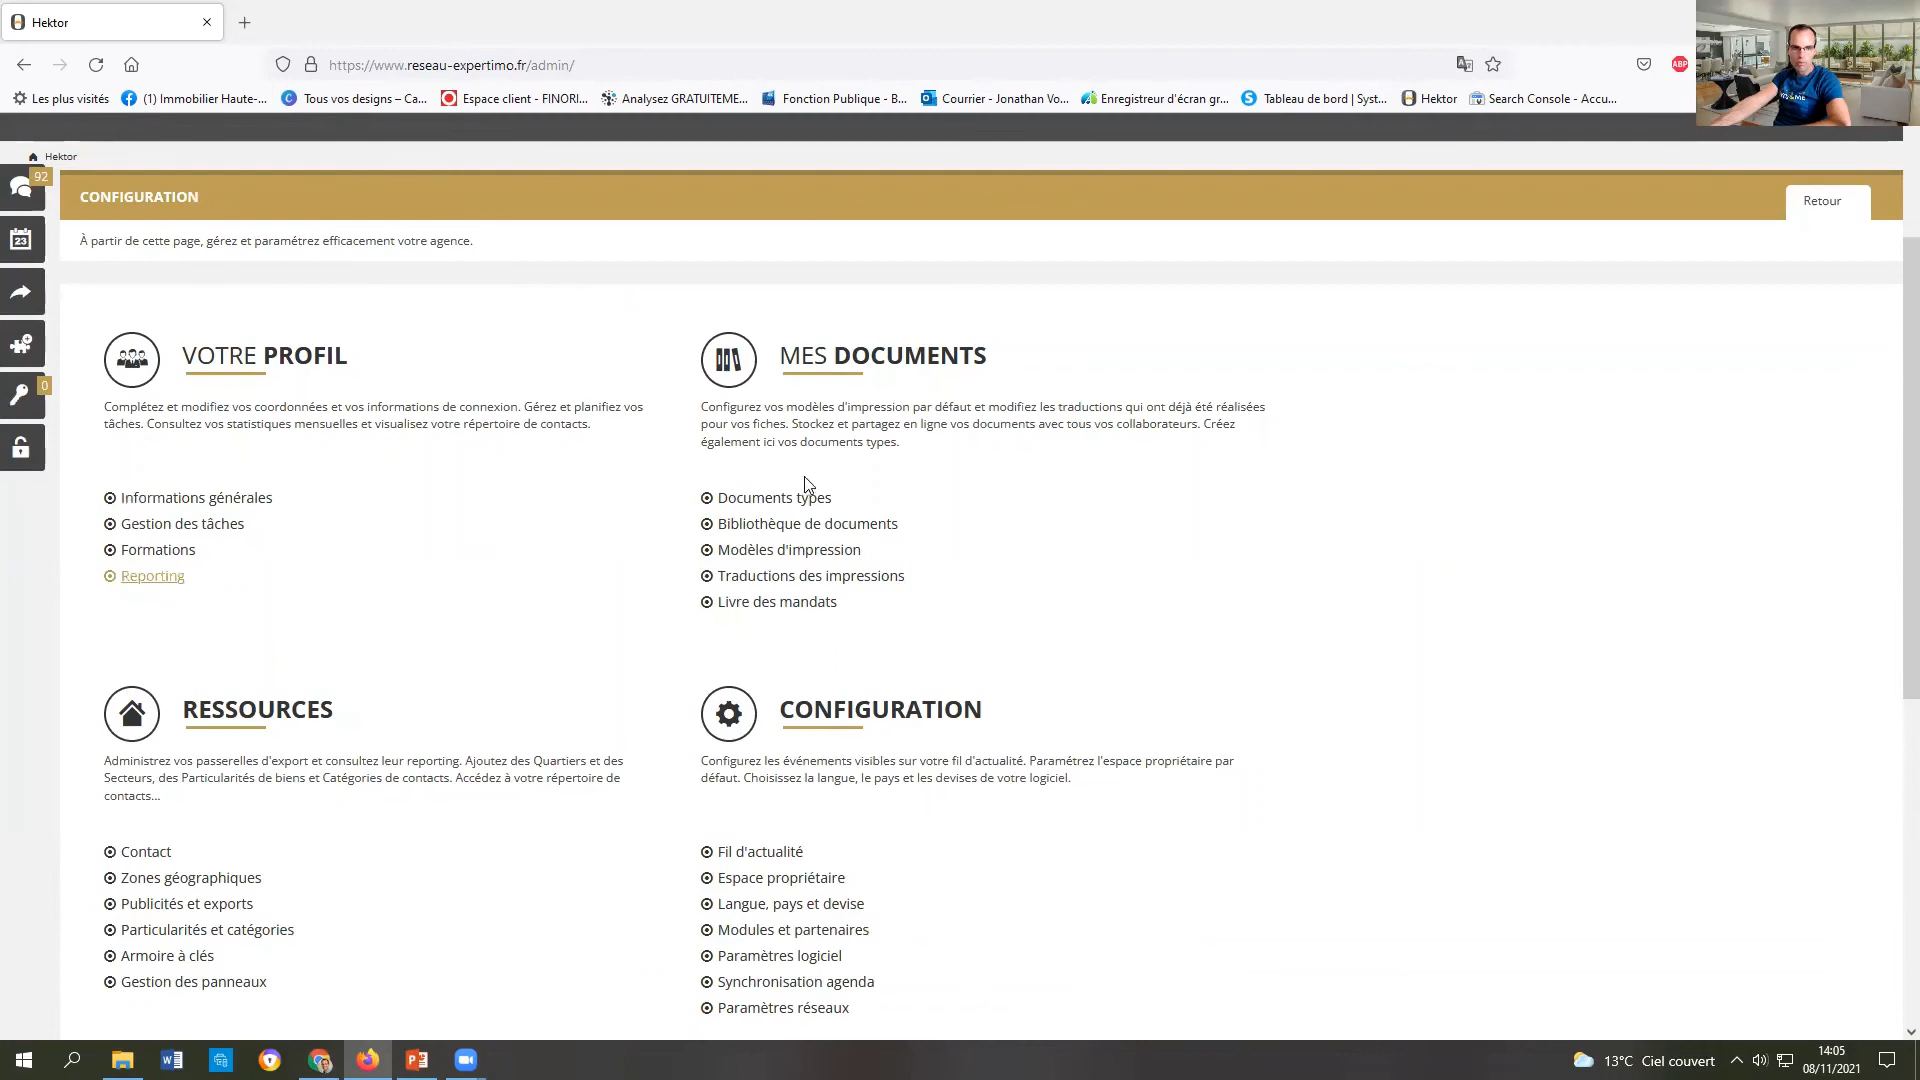 Hektor
https://www.reseau-expertimo.fr/admin/
ABP
Les plus visités
(1) Immobilier Haute-...
Tous vos designs – Ca...
Espace client - FINORI...
Analysez GRATUITEME...
Fonction Publique - B...
Courrier - Jonathan Vo...
Enregistreur d'écran gr...
Tableau de bord | Syst...
Hektor
Search Console - Accu...
Hektor
92
CONFIGURATION
Retour
23
À partir de cette page, gérez et paramétrez efficacement votre agence.
0
VOTRE PROFIL
Complétez et modifiez vos coordonnées et vos informations de connexion. Gérez et planifiez vos
tâches. Consultez vos statistiques mensuelles et visualisez votre répertoire de contacts.
Informations générales
Gestion des tâches
Formations
Reporting
MES DOCUMENTS
Configurez vos modèles d'impression par défaut et modifiez les traductions qui ont déjà été réalisées
pour vos fiches. Stockez et partagez en ligne vos documents avec tous vos collaborateurs. Créez
également ici vos documents types.
Documents types
Bibliothèque de documents
Modèles d'impression
Traductions des impressions
Livre des mandats
RESSOURCES
Administrez vos passerelles d'export et consultez leur reporting. Ajoutez des Quartiers et des
Secteurs, des Particularités de biens et Catégories de contacts. Accédez à votre répertoire de
contacts...
Contact
Zones géographiques
Publicités et exports
Particularités et catégories
Armoire à clés
Gestion des panneaux
CONFIGURATION
Configurez les événements visibles sur votre fil d'actualité. Paramétrez l'espace propriétaire par
défaut. Choisissez la langue, le pays et les devises de votre logiciel.
Fil d'actualité
Espace propriétaire
Langue, pays et devise
Modules et partenaires
Paramètres logiciel
Synchronisation agenda
Paramètres réseaux
13°C Ciel couvert
14:05
08/11/2021